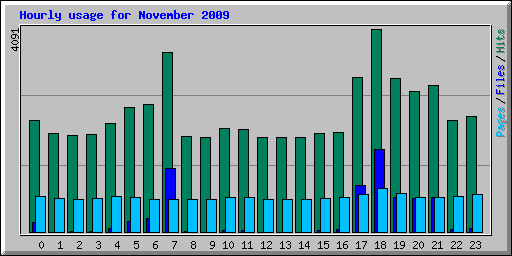 Hourly usage for November 2009
4091
Pages / Files / Hits
0 1 2 3 4 5 6 7 8 9 10 11 12 13 14 15 16 17 18 19 20 21 22 23